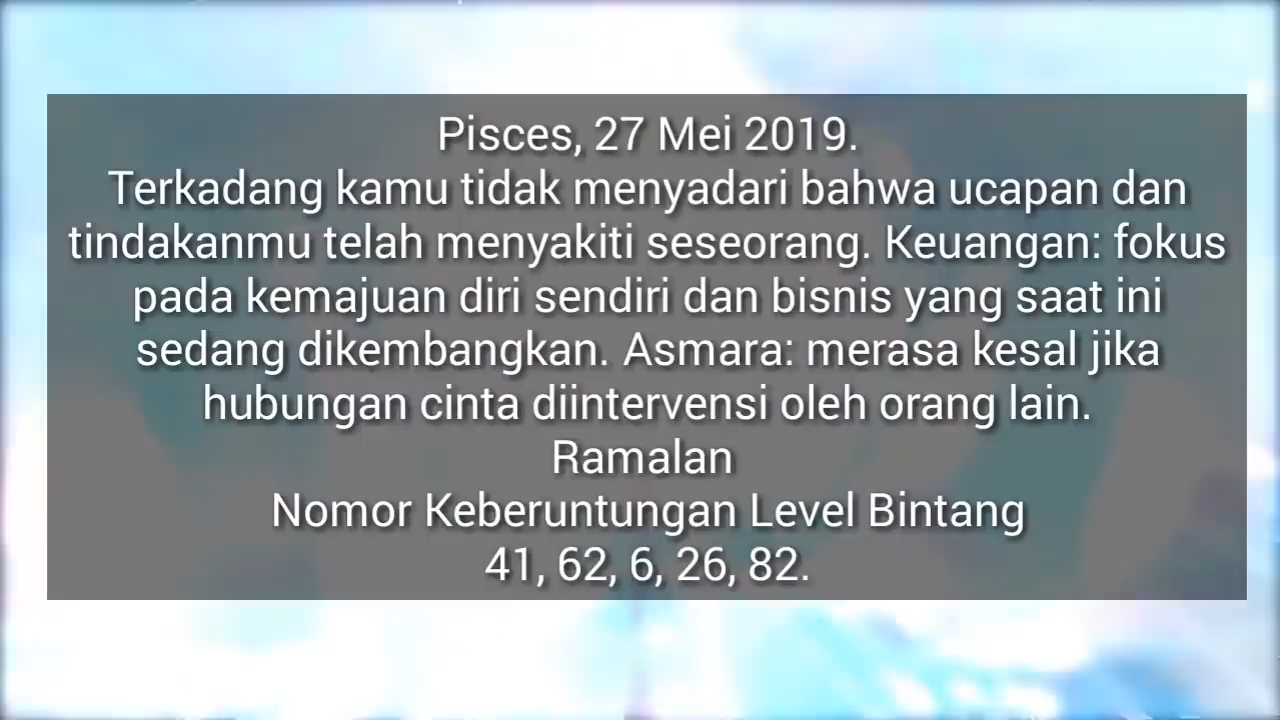 Pisces, 27 Mei 2019.
Terkadang kamu tidak menyadari bahwa ucapan dan
tindakanmu telah menyakiti seseorang. Keuangan: fokus
pada kemajuan diri sendiri dan bisnis yang saat ini
sedang dikembangkan. Asmara: merasa kesal jika
hubungan cinta diintervensi oleh orang lain.
Ramalan
Nomor Keberuntungan Level Bintang
41, 62, 6, 26, 82.